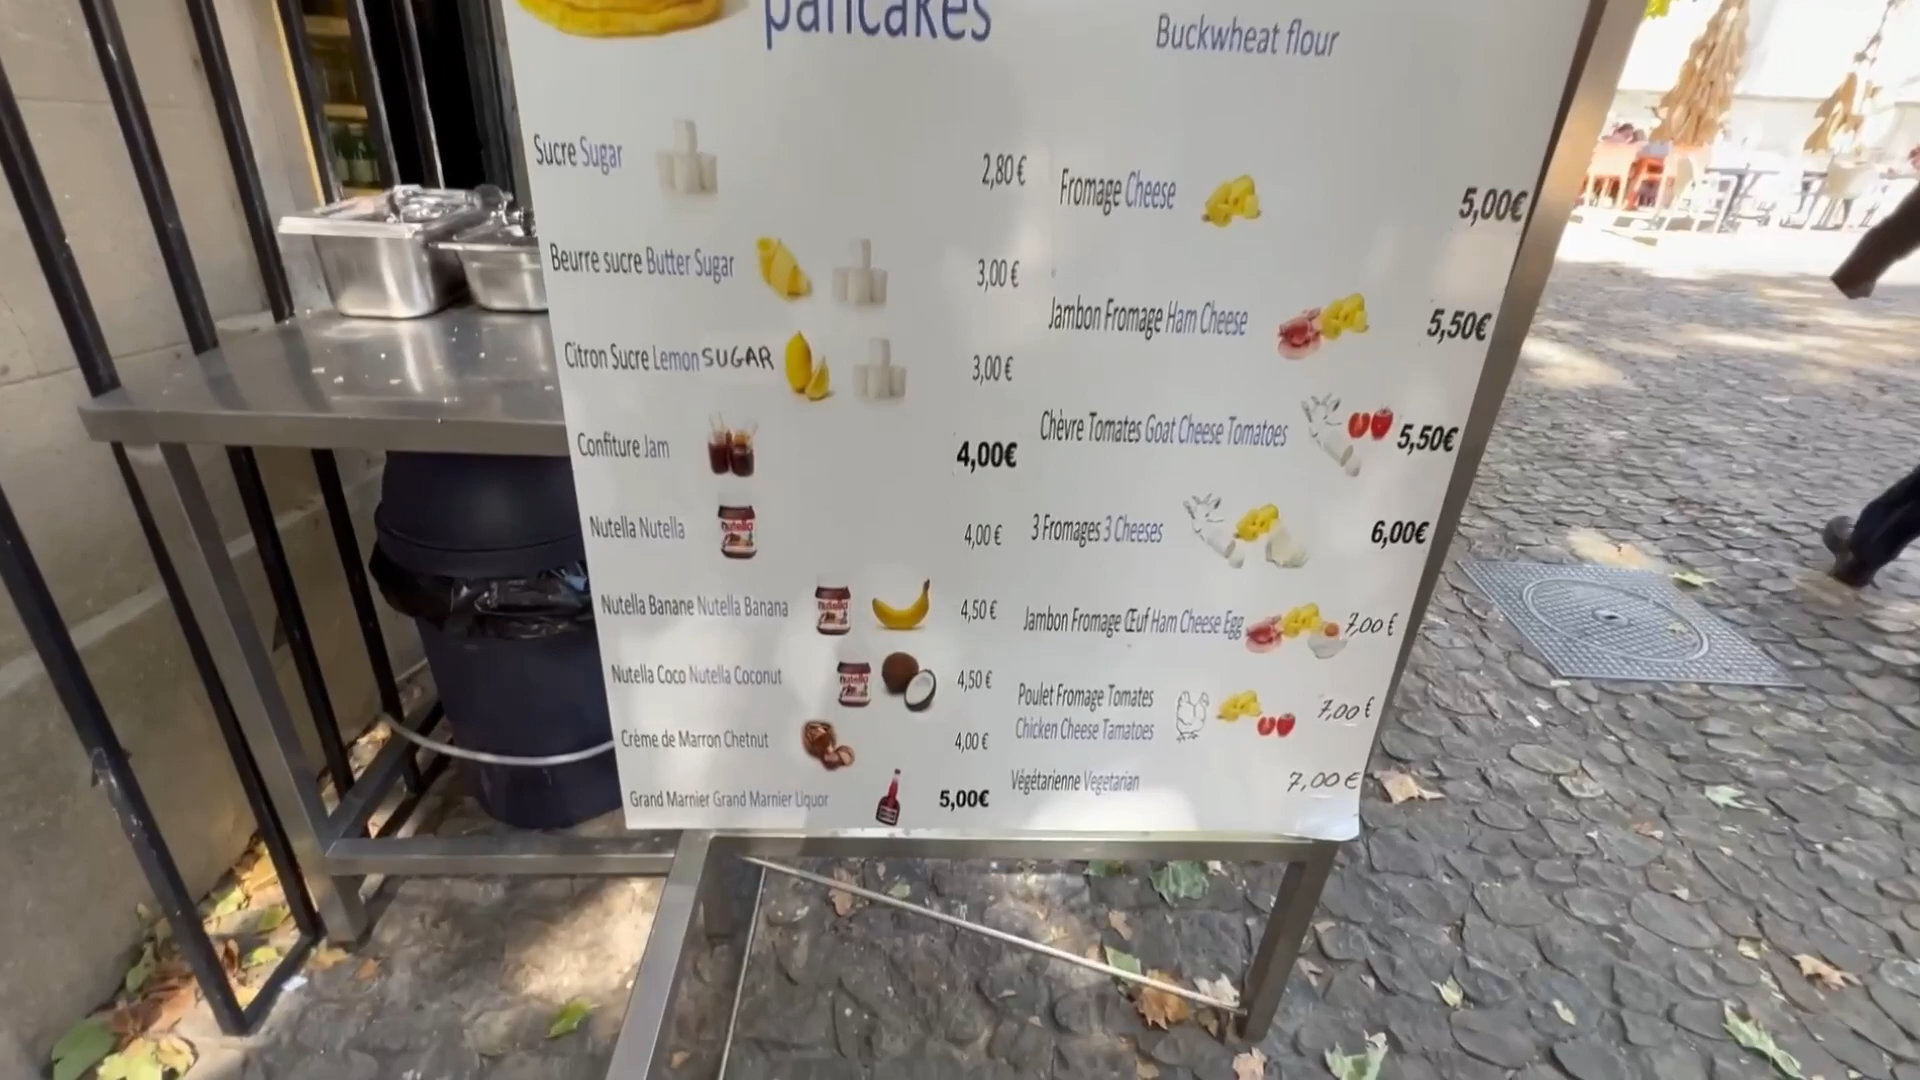 pancakes
Sucre Sugar 2,80 €
Beurre sucre Butter Sugar 3,00 €
Citron Sucre Lemon SUGAR 3,00 €
Confiture Jam 4,00€
Nutella Nutella nutella 4,00 €
Nutella Banane Nutella Banana nutella 4,50 €
Nutella Coco Nutella Coconut nutella 4,50 €
Crème de Marron Chetnut 4,00 €
Grand Marnier Grand Marnier Liquor 5,00€
Buckwheat flour
Fromage Cheese 5,00€
Jambon Fromage Ham Cheese 5,50€
Chèvre Tomates Goat Cheese Tomatoes 5,50€
3 Fromages 3 Cheeses 6,00€
Jambon Fromage Œuf Ham Cheese Egg 7,00 €
Poulet Fromage Tomates
Chicken Cheese Tamatoes 7,00 €
Végétarienne Vegetarian 7,00 €